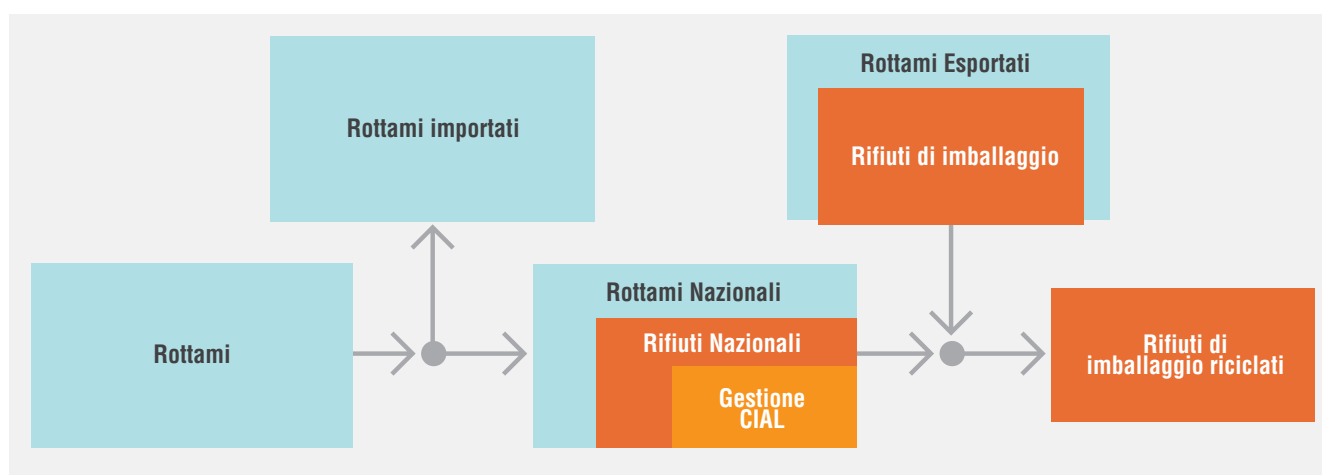 Rottami importati
Rottami Esportati
Rifiuti di imballaggio
Rottami
Rottami Nazionali
Rifiuti Nazionali
Gestione
CIAL
Rifiuti di
imballaggio riciclati